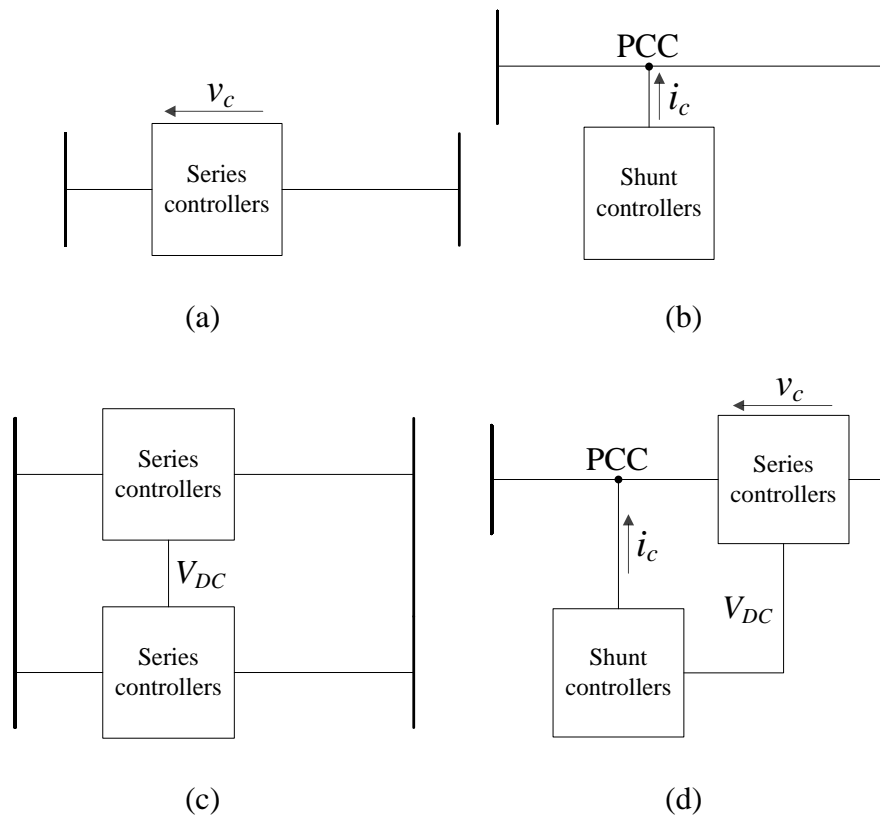 v_c
Series
controllers
(a)
PCC
i_c
Shunt
controllers
(b)
Series
controllers
V_DC
Series
controllers
(c)
v_c
PCC
Series
controllers
i_c
V_DC
Shunt
controllers
(d)